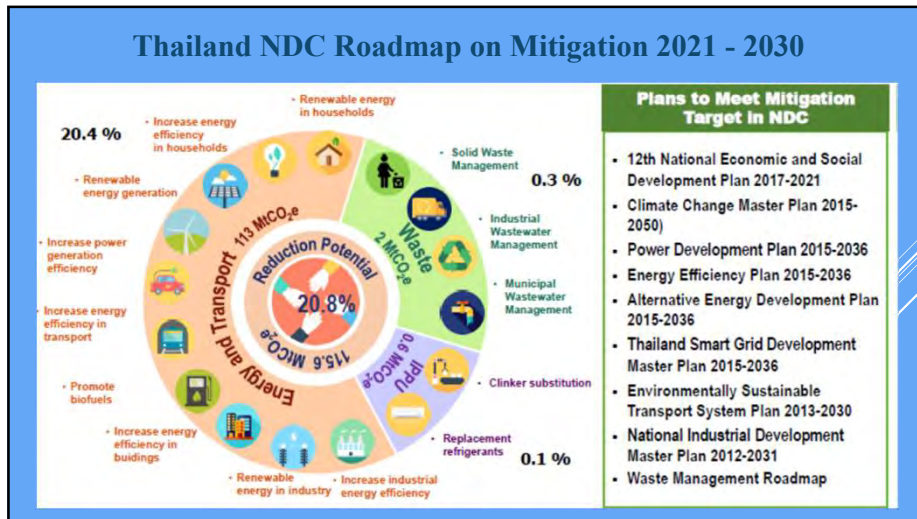 Thailand NDC Roadmap on Mitigation 2021 - 2030
20.4 %
• Renewable energy
in households
• Increase energy
efficiency
in households
• Renewable
energy generation
• Increase power
generation
efficiency
• Increase energy
efficiency in
transport
• Promote
biofuels
• Increase energy
efficiency in
buidings
• Renewable
energy in industry
• Increase industrial
energy efficiency
Energy and Transport 113 MtCO2e
Reduction Potential
20.8%
115.6 MtCO2e
Waste
2 MtCO2e
IPPU
0.6 MtCO2e
• Solid Waste
Management
0.3 %
• Industrial
Wastewater
Management
• Municipal
Wastewater
Management
• Clinker substitution
• Replacement
refrigerants
0.1 %
Plans to Meet Mitigation
Target in NDC
• 12th National Economic and Social
Development Plan 2017-2021
• Climate Change Master Plan 2015-
2050)
• Power Development Plan 2015-2036
• Energy Efficiency Plan 2015-2036
• Alternative Energy Development Plan
2015-2036
• Thailand Smart Grid Development
Master Plan 2015-2036
• Environmentally Sustainable
Transport System Plan 2013-2030
• National Industrial Development
Master Plan 2012-2031
• Waste Management Roadmap